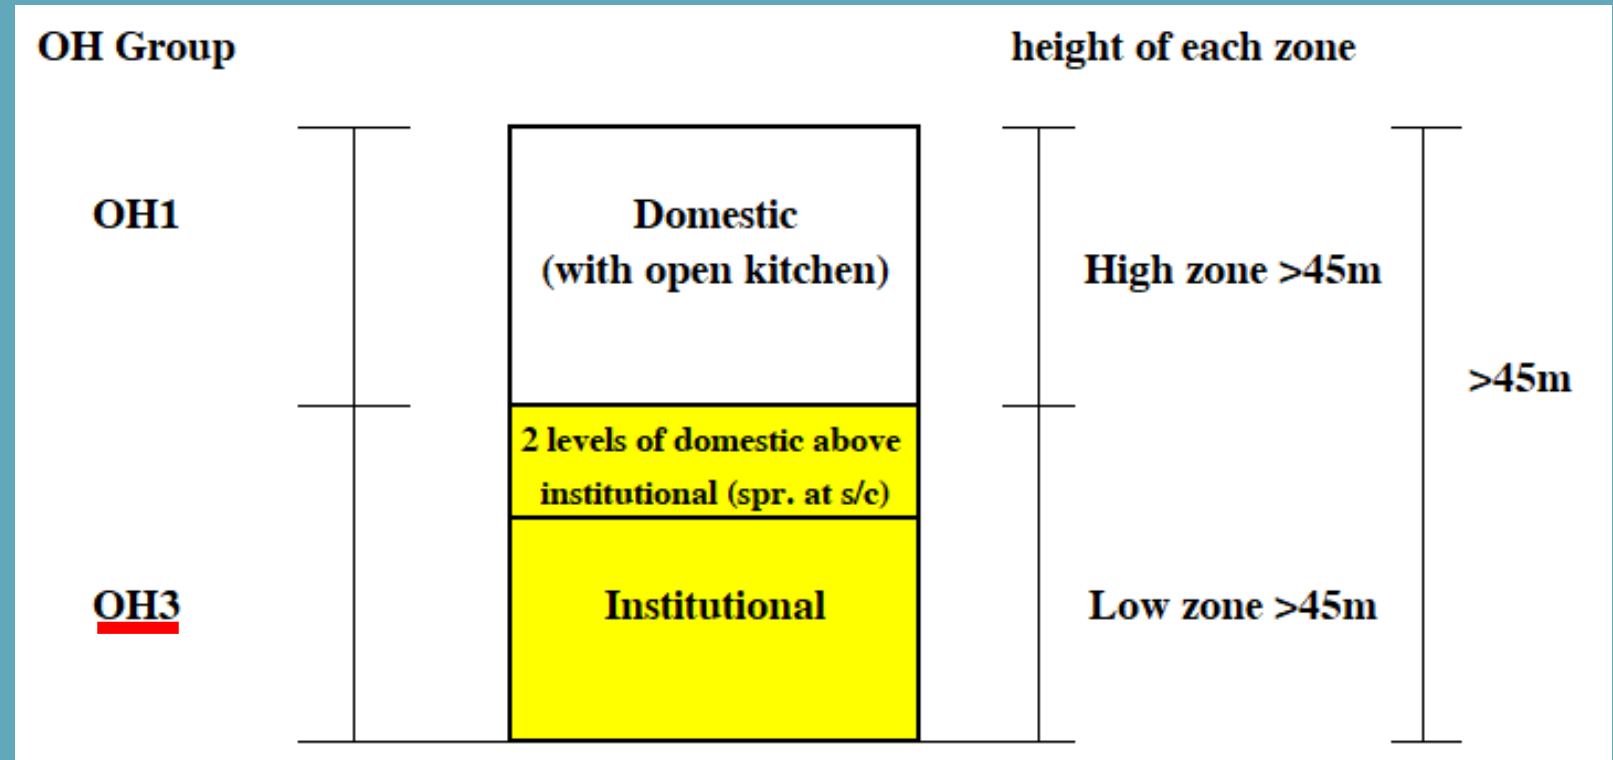 OH Group
height of each zone
OH1
Domestic
(with open kitchen)
High zone >45m
>45m
2 levels of domestic above
institutional (spr. at s/c)
OH3
Institutional
Low zone >45m